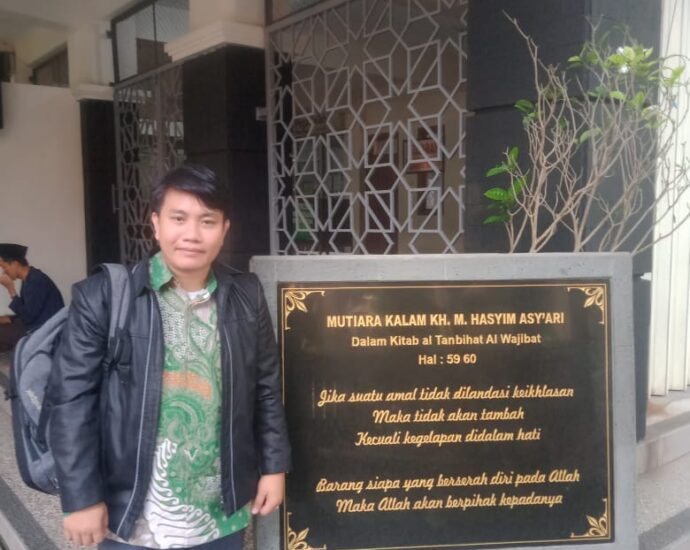 MUTIARA KALAM KH. M. HASYIM ASY'ARI
Dalam Kitab al Tanbihat Al Wajibat
Hal : 59 60
Jika suatu amal tidak dilandasi keikhlasan
Maka tidak akan tambah
Kecuali kegelapan didalam hati
Barang siapa yang berserah diri pada Allah
Maka Allah akan berpihak kepadanya